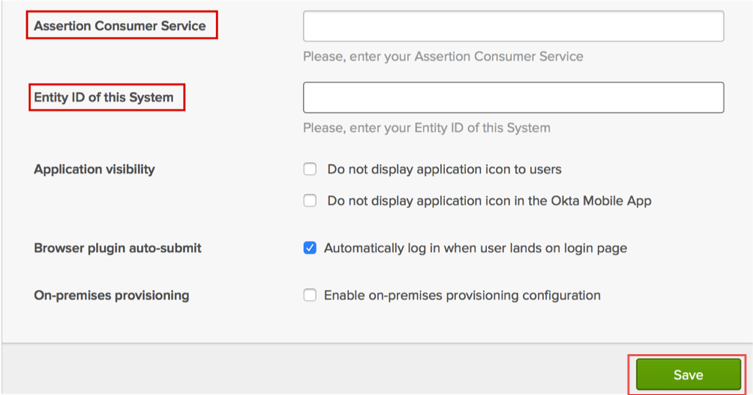 Assertion Consumer Service
Please, enter your Assertion Consumer Service
Entity ID of this System
Please, enter your Entity ID of this System
Application visibility
Do not display application icon to users
Do not display application icon in the Okta Mobile App
Browser plugin auto-submit
Automatically log in when user lands on login page
On-premises provisioning
Enable on-premises provisioning configuration
Save